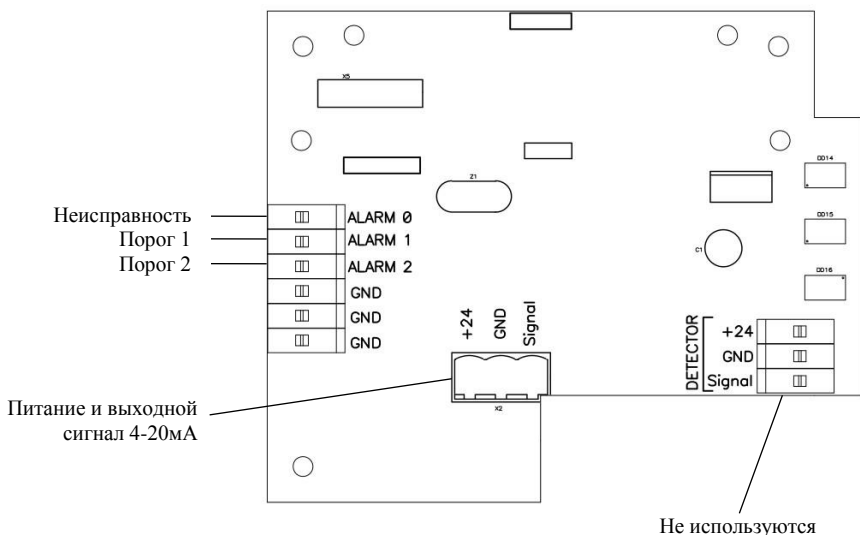 X5
Z1
DD14
DD15
DD16
C1
Неисправность
ALARM 0
Порог 1
ALARM 1
Порог 2
ALARM 2
GND
GND
GND
+24
GND
Signal
X2
DETECTOR
+24
GND
Signal
Питание и выходной
сигнал 4-20мА
Не используются